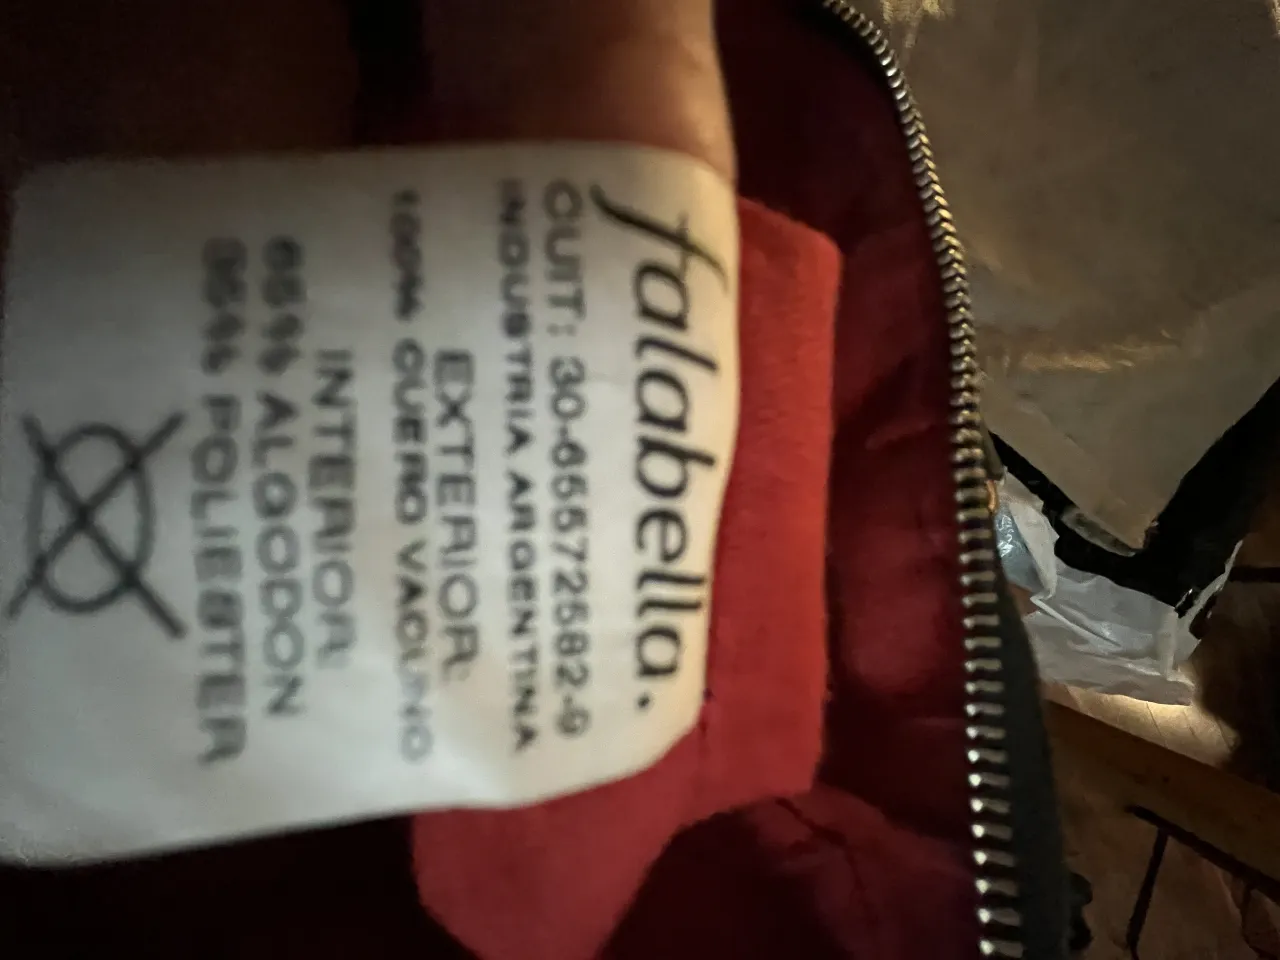 falabella.
CUIT: 30-65572582-9
INDUSTRIA ARGENTINA
EXTERIOR:
100% CUERO VACUNO
INTERIOR:
65% ALGODON
35% POLIESTER